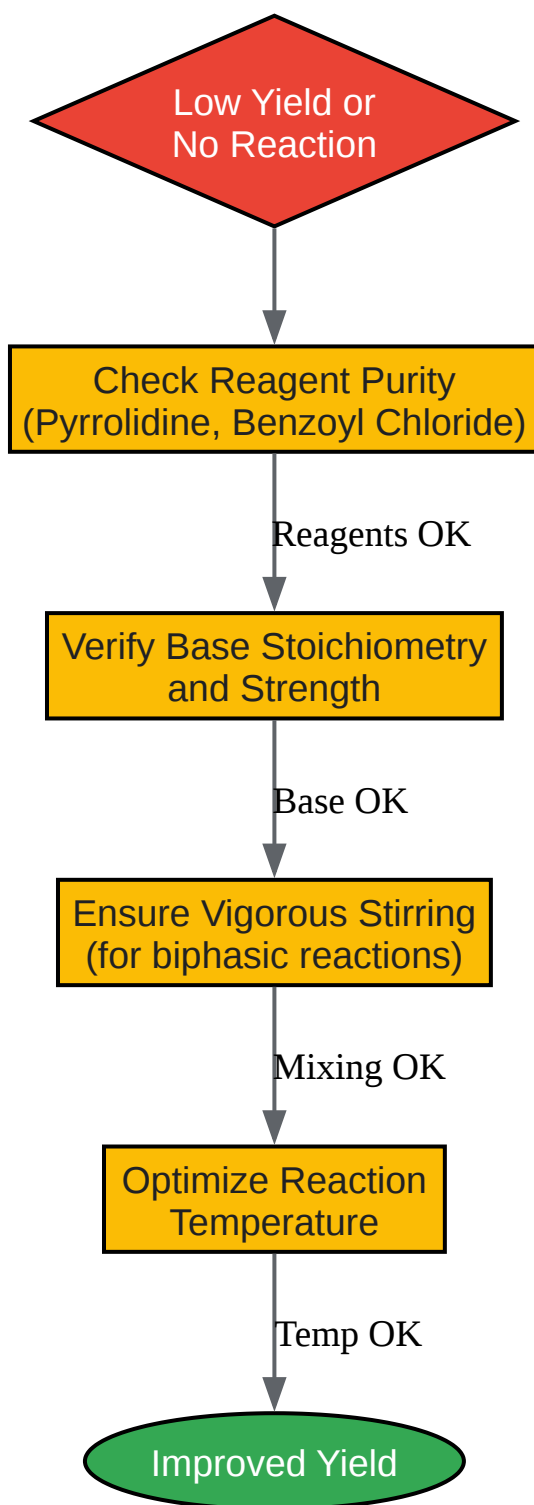 Low Yield or
No Reaction
Check Reagent Purity
(Pyrrolidine, Benzoyl Chloride)
Reagents OK
Verify Base Stoichiometry
and Strength
Base OK
Ensure Vigorous Stirring
(for biphasic reactions)
Mixing OK
Optimize Reaction
Temperature
Temp OK
Improved Yield